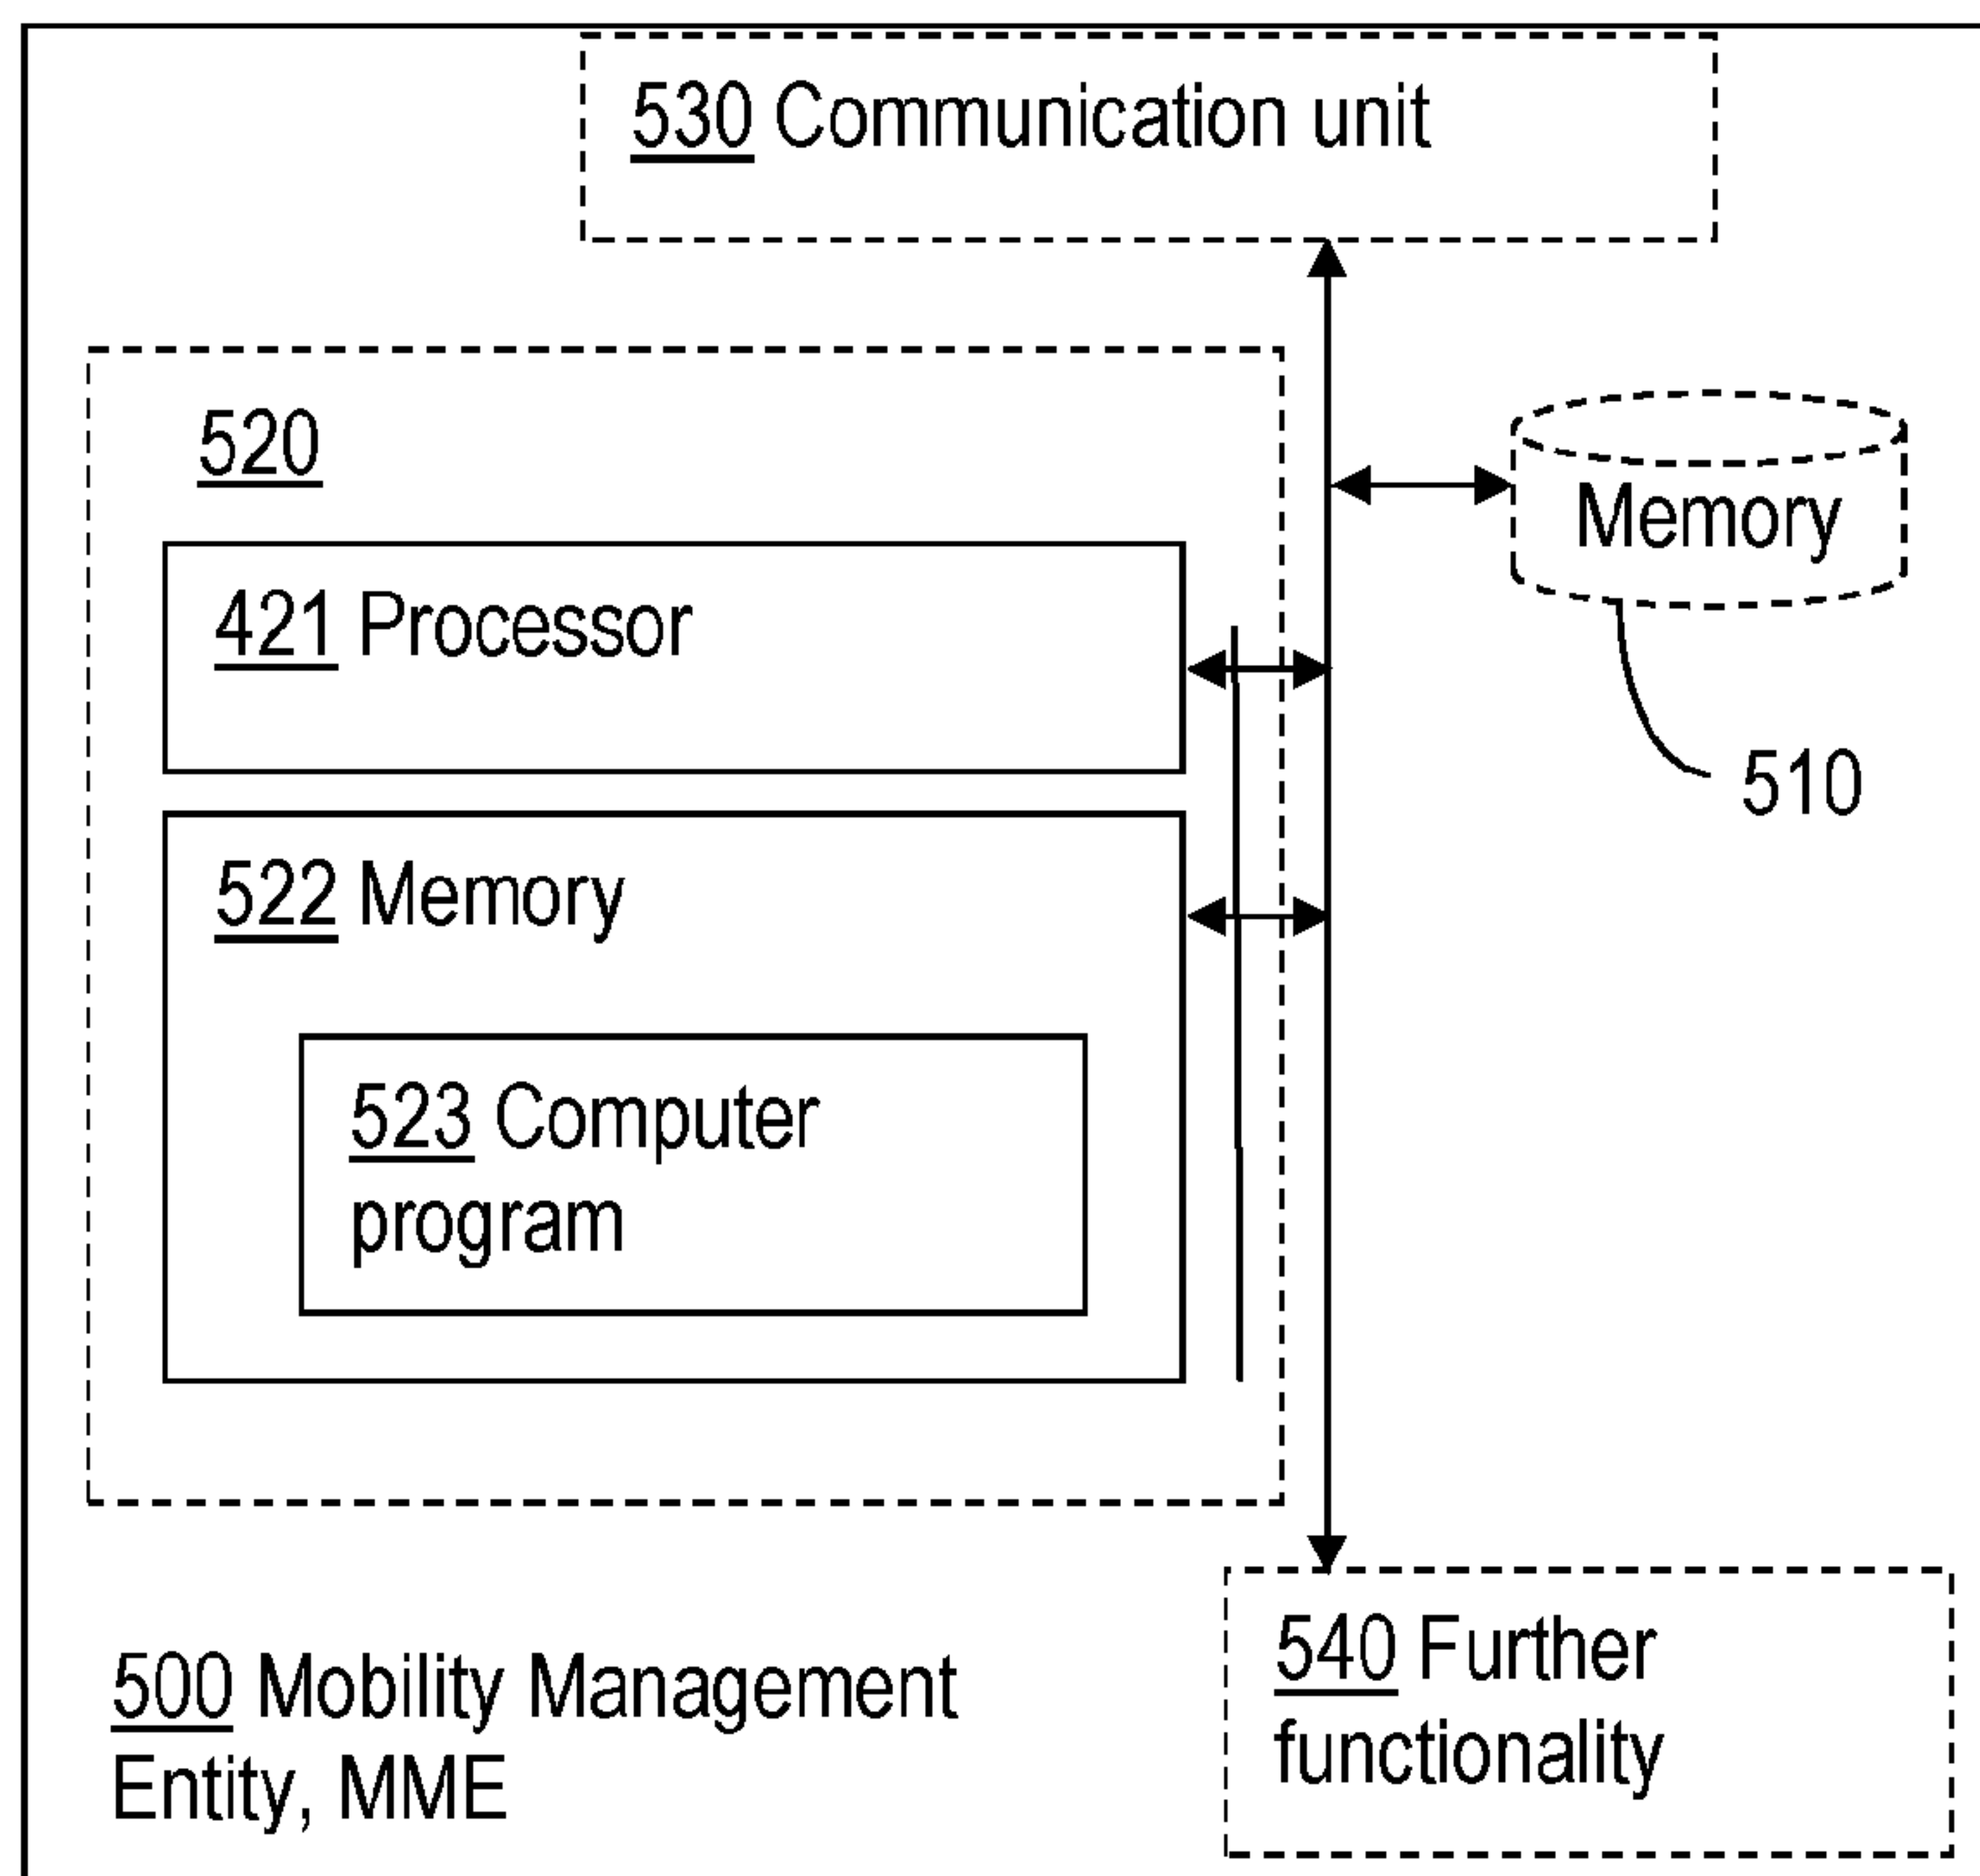 530 Communication unit
520
Memory
421 Processor
510
522 Memory
523 Computer
program
540 Further
functionality
500 Mobility Management
Entity, MME